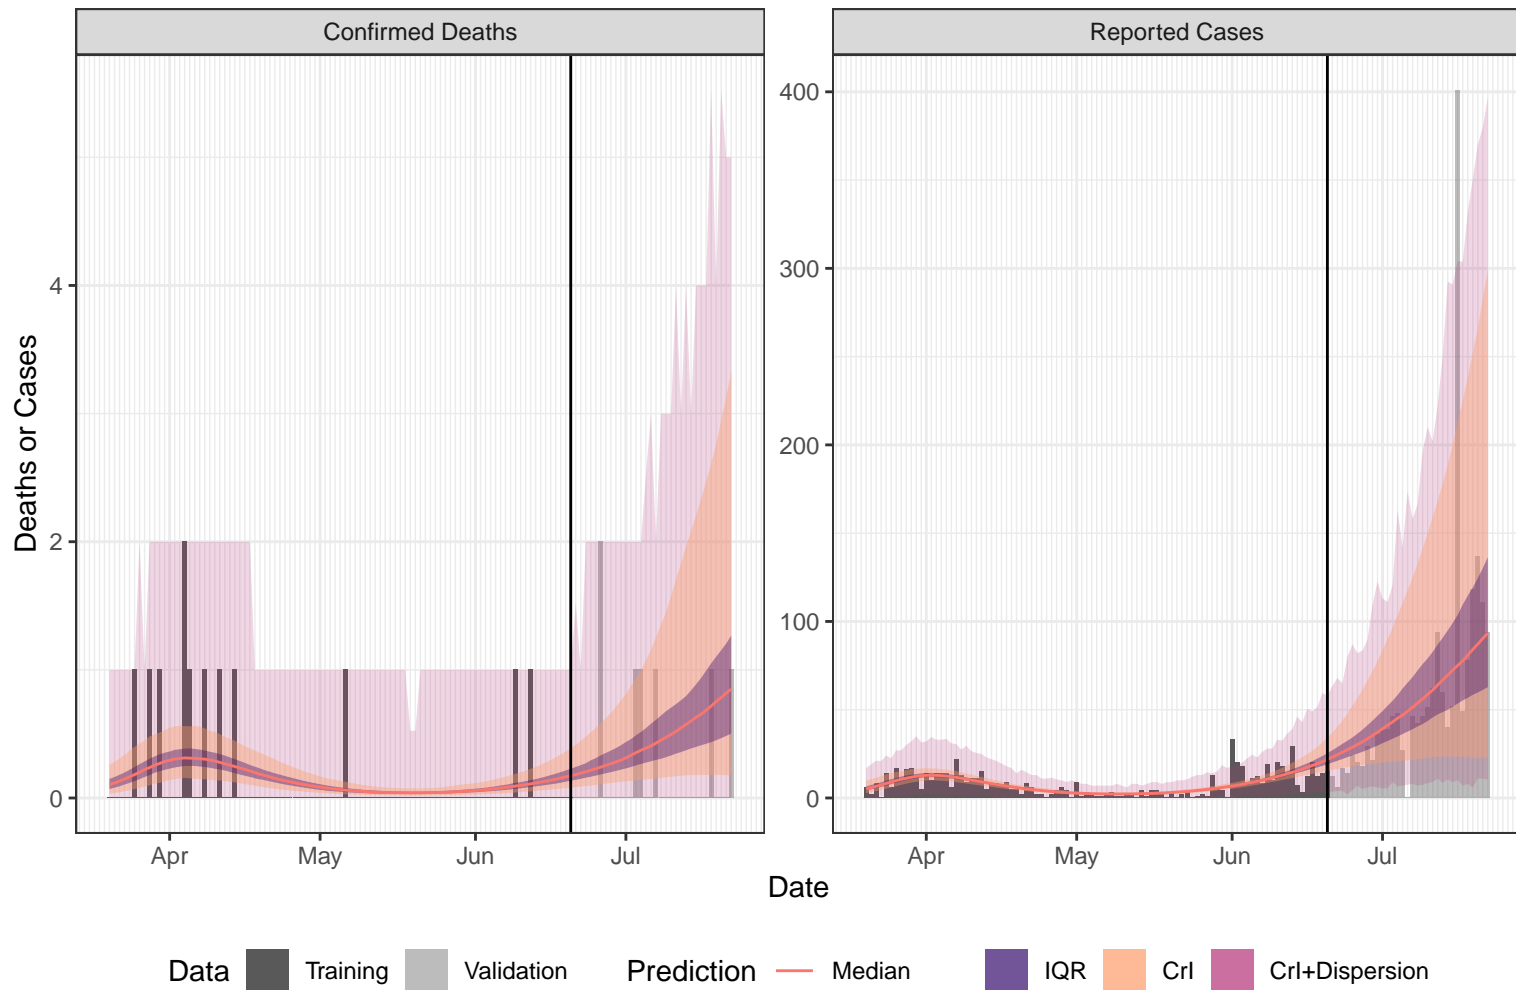 Confirmed Deaths
Reported Cases
Deaths or Cases
4
2
0
400
300
200
100
0
Apr
May
Jun
Jul
Apr
May
Jun
Jul
Date
Data Training Validation Prediction Median IQR CrI CrI+Dispersion